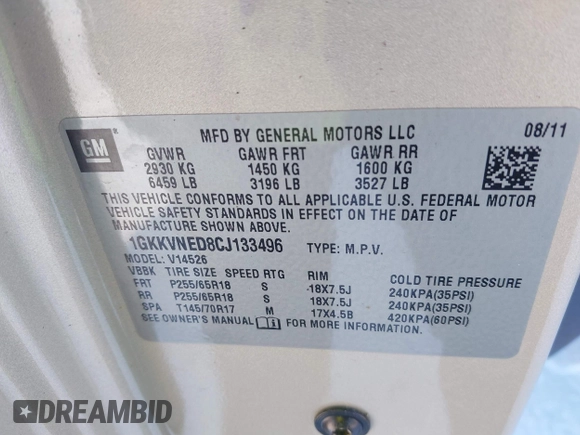 GM
MFD BY GENERAL MOTORS LLC 08/11
GVWR GAWR FRT GAWR RR
2930 KG 1450 KG 1600 KG
6459 LB 3196 LB 3527 LB
THIS VEHICLE CONFORMS TO ALL APPLICABLE U.S. FEDERAL MOTOR
VEHICLE SAFETY STANDARDS IN EFFECT ON THE DATE OF
MANUFACTURE SHOWN ABOVE.
1GKKVNED8CJ133496 TYPE: M.P.V.
MODEL: V14526
VBBK TIRE SIZE SPEED RTG RIM COLD TIRE PRESSURE
FRT P255/65R18 S 18X7.5J 240KPA(35PSI)
RR P255/65R18 S 18X7.5J 240KPA(35PSI)
SPA T145/70R17 M 17X4.5B 420KPA(60PSI)
SEE OWNER'S MANUAL FOR MORE INFORMATION.
DREAMBID